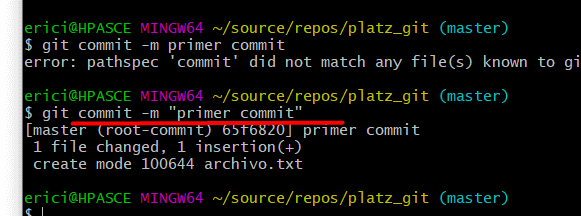 erici@HPASCE MINGW64 ~/source/repos/platz_git (master)
$ git commit -m primer commit
error: pathspec 'commit' did not match any file(s) known to gi
erici@HPASCE MINGW64 ~/source/repos/platz_git (master)
$ git commit -m "primer commit"
[master (root-commit) 65f6820] primer commit
1 file changed, 1 insertion(+)
create mode 100644 archivo.txt
erici@HPASCE MINGW64 ~/source/repos/platz_git (master)
$